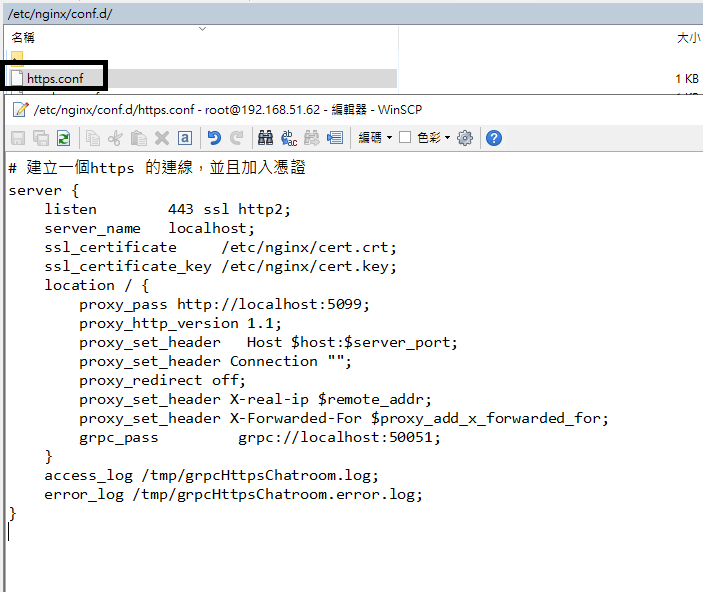 /etc/nginx/conf.d/
名稱 大小
https.conf 1 KB
/etc/nginx/conf.d/https.conf - root@192.168.51.62 - 編輯器 - WinSCP
編碼 色彩
# 建立一個https 的連線，並且加入憑證
server {
    listen        443 ssl http2;
    server_name   localhost;
    ssl_certificate     /etc/nginx/cert.crt;
    ssl_certificate_key /etc/nginx/cert.key;
    location / {
        proxy_pass http://localhost:5099;
        proxy_http_version 1.1;
        proxy_set_header   Host $host:$server_port;
        proxy_set_header Connection "";
        proxy_redirect off;
        proxy_set_header X-real-ip $remote_addr;
        proxy_set_header X-Forwarded-For $proxy_add_x_forwarded_for;
        grpc_pass         grpc://localhost:50051;
    }
    access_log /tmp/grpcHttpsChatroom.log;
    error_log /tmp/grpcHttpsChatroom.error.log;
}